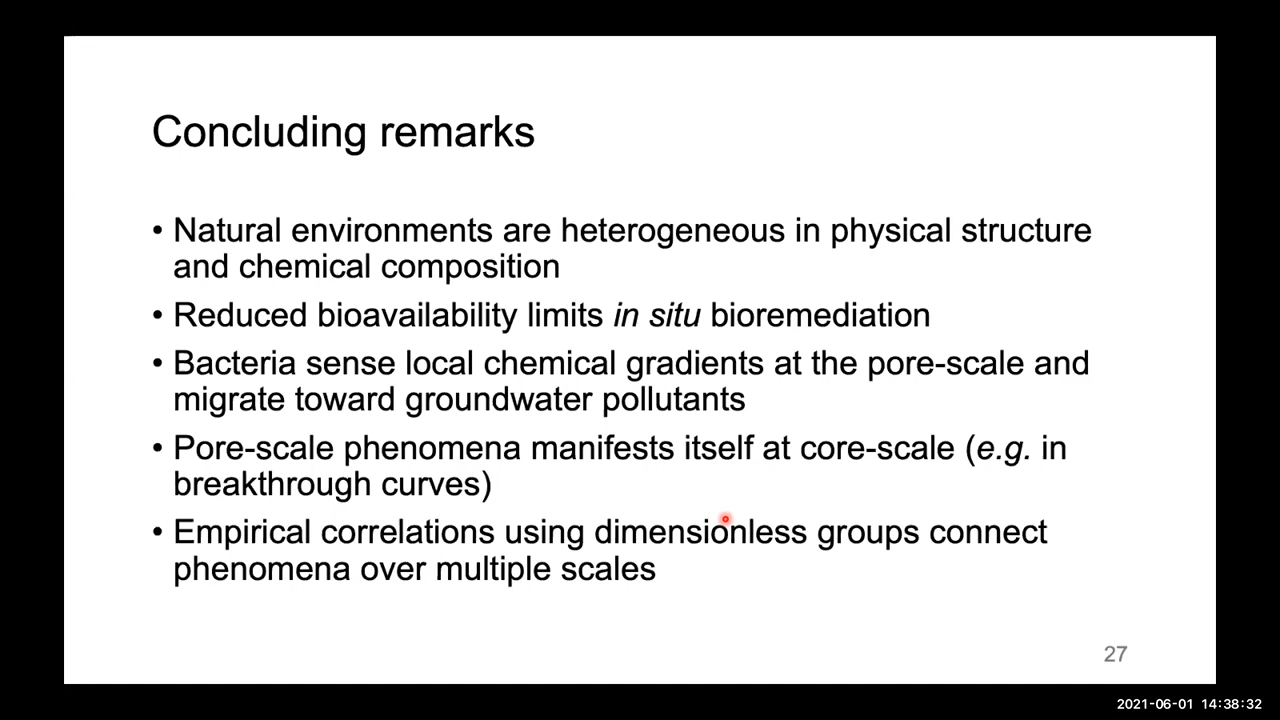 Concluding remarks
• Natural environments are heterogeneous in physical structure
and chemical composition
• Reduced bioavailability limits in situ bioremediation
• Bacteria sense local chemical gradients at the pore-scale and
migrate toward groundwater pollutants
• Pore-scale phenomena manifests itself at core-scale (e.g. in
breakthrough curves)
• Empirical correlations using dimensionless groups connect
phenomena over multiple scales
27
2021-06-01 14:38:32